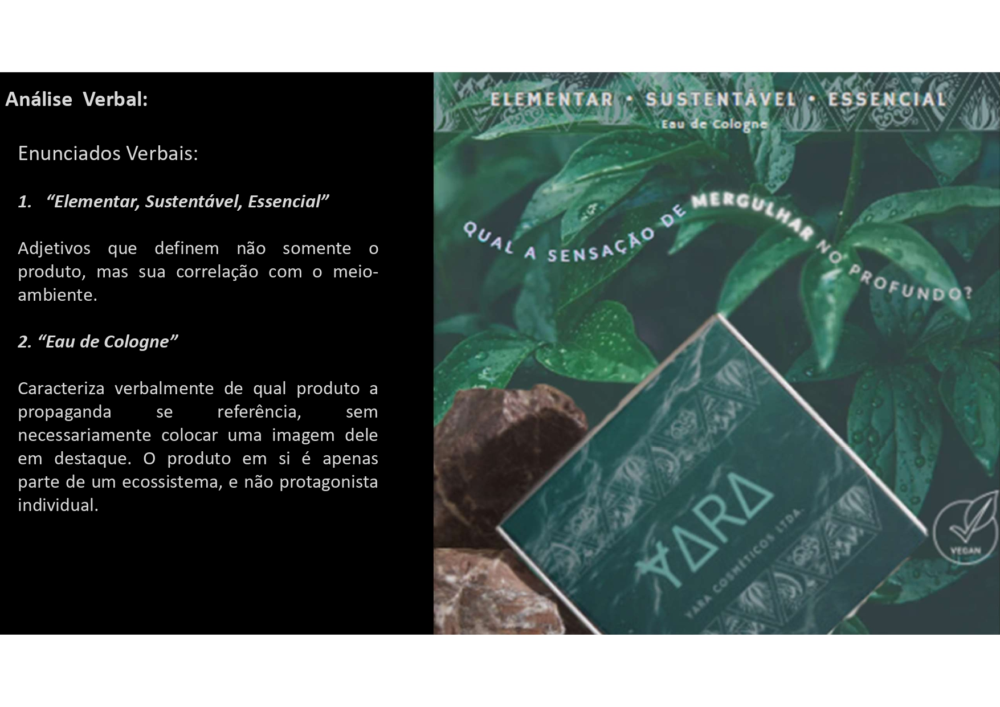 Análise Verbal:
Enunciados Verbais:
1. “Elementar, Sustentável, Essencial”
Adjetivos que definem não somente o
produto, mas sua correlação com o meio-
ambiente.
2. “Eau de Cologne”
Caracteriza verbalmente de qual produto a
propaganda se referência, sem
necessariamente colocar uma imagem dele
em destaque. O produto em si é apenas
parte de um ecossistema, e não protagonista
individual.
ELEMENTAR • SUSTENTÁVEL • ESSENCIAL
Eau de Cologne
QUAL A SENSAÇÃO DE MERGULHAR NO PROFUNDO?
YARA
YARA COSMÉTICOS LTDA.
VEGAN